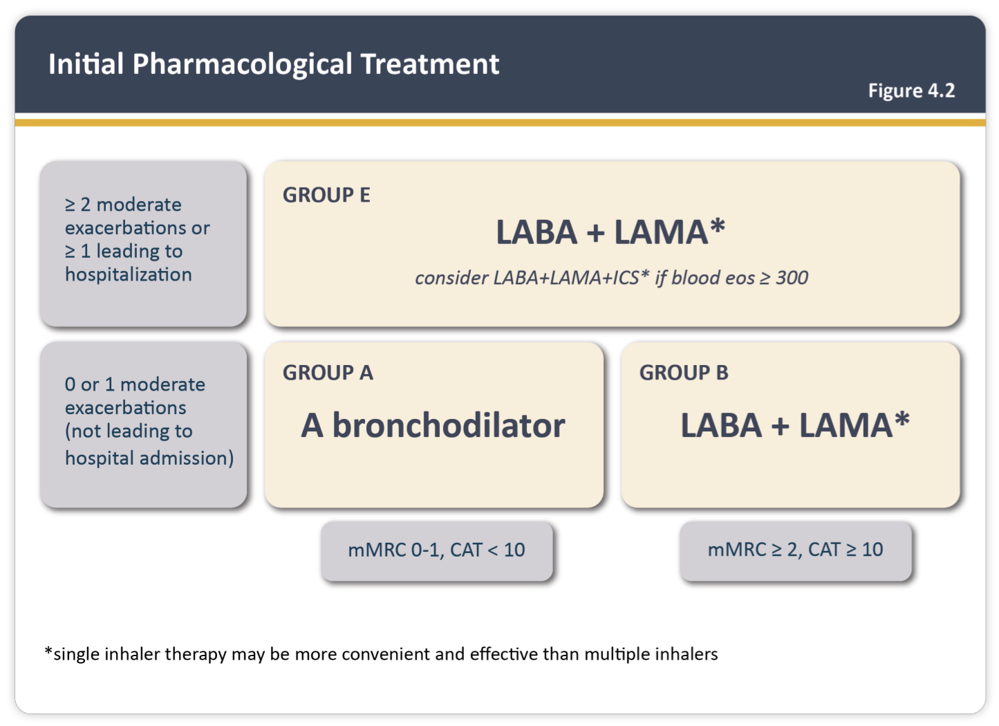 Initial Pharmacological Treatment
Figure 4.2
≥ 2 moderate
exacerbations or
≥ 1 leading to
hospitalization
GROUP E
LABA + LAMA*
consider LABA+LAMA+ICS* if blood eos ≥ 300
0 or 1 moderate
exacerbations
(not leading to
hospital admission)
GROUP A
A bronchodilator
GROUP B
LABA + LAMA*
mMRC 0-1, CAT < 10
mMRC ≥ 2, CAT ≥ 10
*single inhaler therapy may be more convenient and effective than multiple inhalers